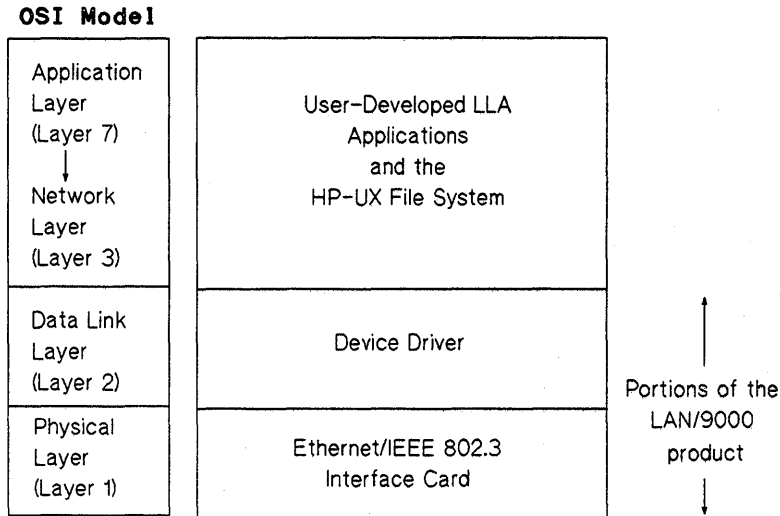 OSI Model
Application
Layer
(Layer 7)
Network
Layer
(Layer 3)
Data Link
Layer
(Layer 2)
Physical
Layer
(Layer 1)
User-Developed LLA
Applications
and the
HP-UX File System
Device Driver
Ethernet/IEEE 802.3
Interface Card
Portions of the
LAN/9000
product